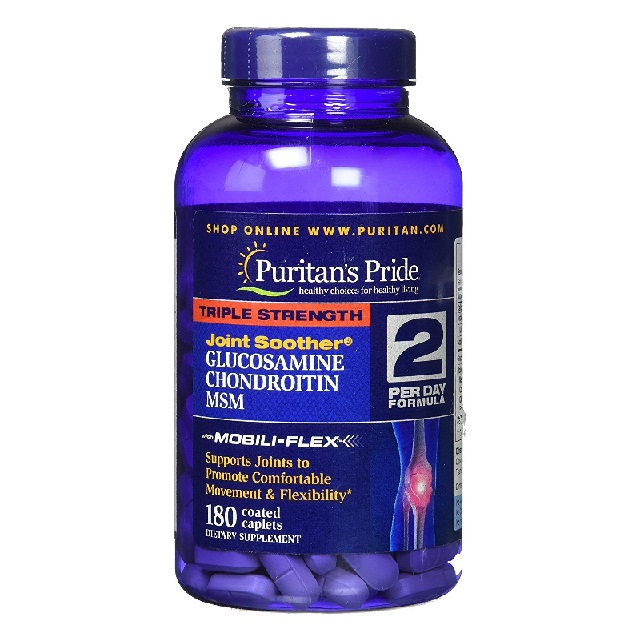 SHOP ONLINE WWW.PURITAN.COM
Puritan's Pride
healthy choices for healthy living
TRIPLE STRENGTH
Joint Soother®
GLUCOSAMINE
CHONDROITIN
MSM
2
PER DAY
FORMULA
with MOBILI-FLEX
Supports Joints to
Promote Comfortable
Movement & Flexibility*
180 coated
caplets
DIETARY SUPPLEMENT